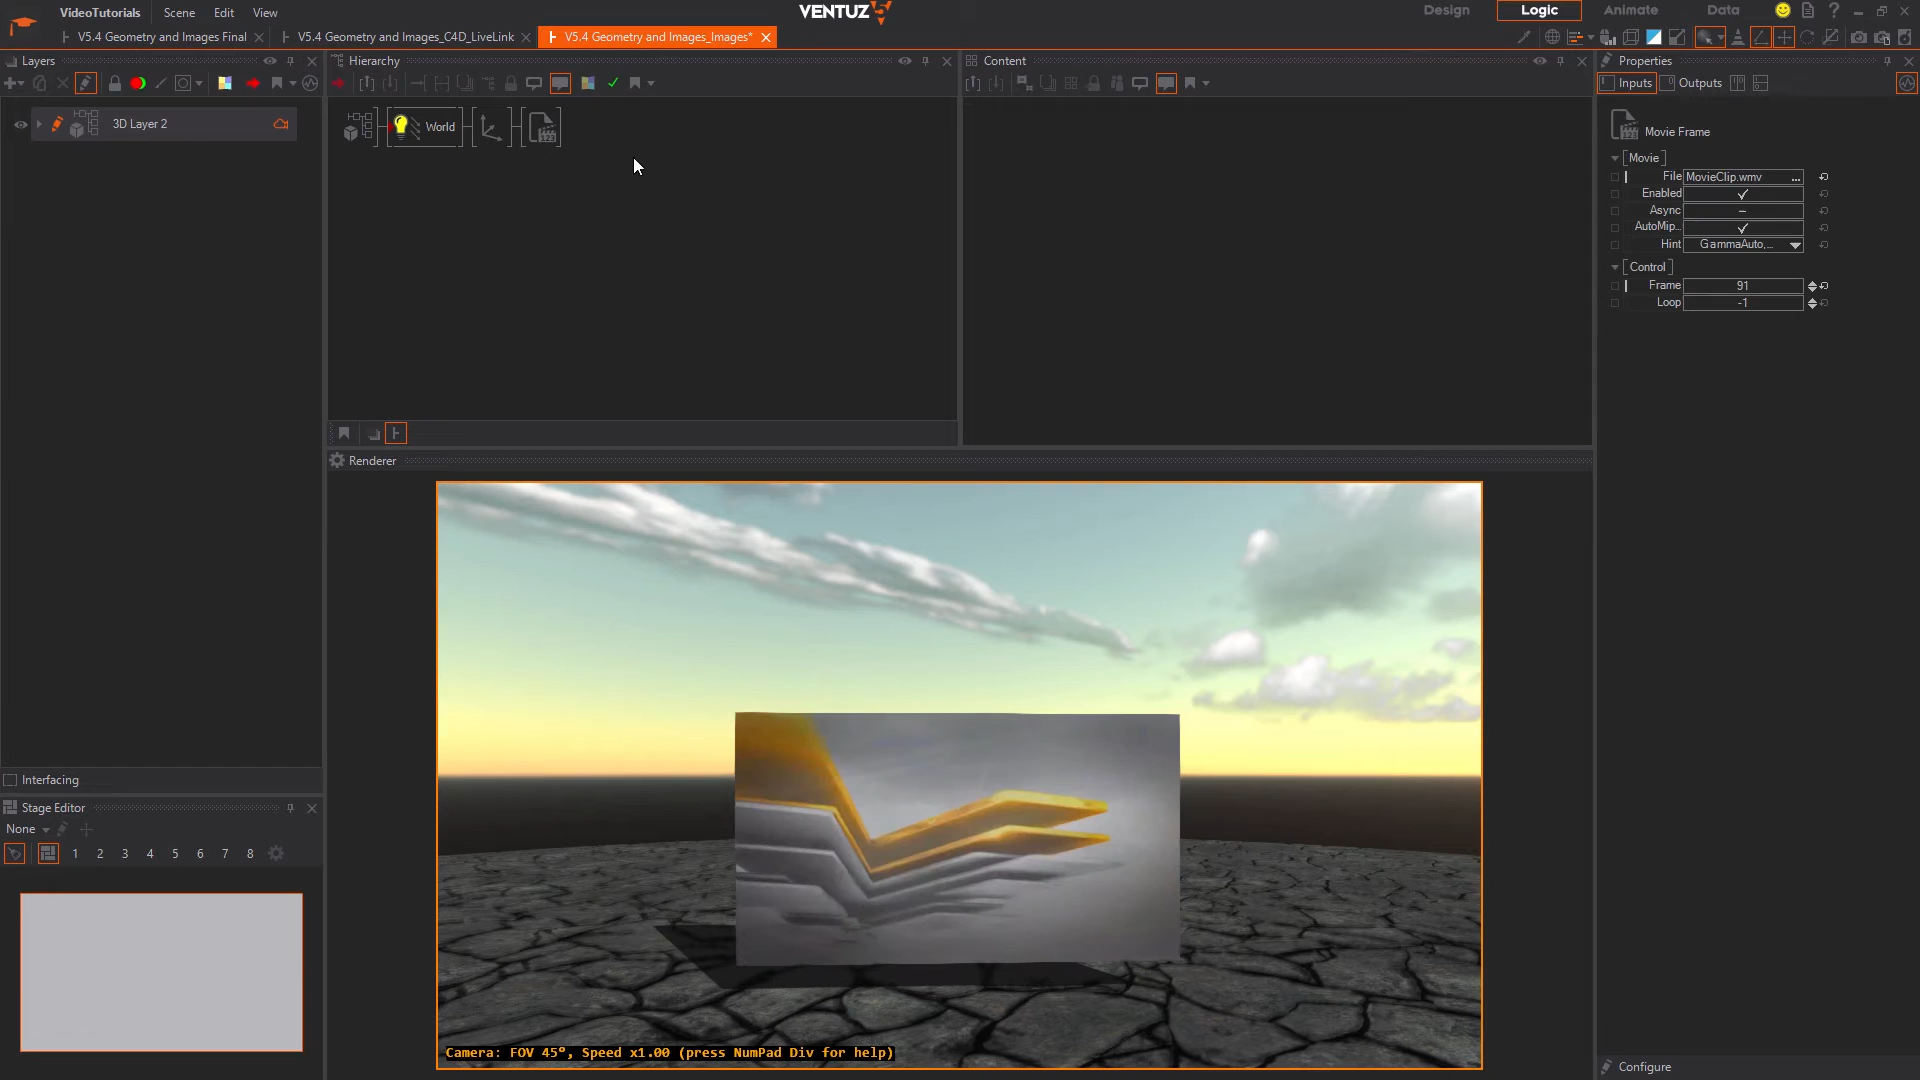 VideoTutorials Scene Edit View VENTUZ 5 Design Logic Animate Data
V5.4 Geometry and Images Final V5.4 Geometry and Images_C4D_LiveLink V5.4 Geometry and Images_Images*
Layers Hierarchy Content Properties
Inputs Outputs
3D Layer 2
World
123
Movie Frame
Movie
File MovieClip.wmv ...
Enabled
Async
AutoMip...
Hint GammaAuto,...
Control
Frame 91
Loop -1
Renderer
Interfacing
Stage Editor
None
1 2 3 4 5 6 7 8
Camera: FOV 45°, Speed x1.00 (press NumPad Div for help)
Configure